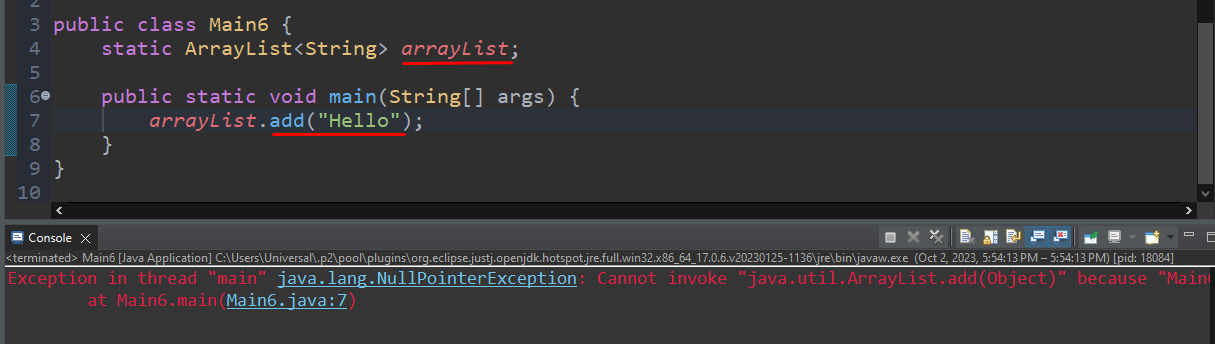 2
3 public class Main6 {
4 static ArrayList<String> arrayList;
5
6 public static void main(String[] args) {
7 arrayList.add("Hello");
8 }
9 }
10
Console
<terminated> Main6 [Java Application] C:\Users\Universal\.p2\pool\plugins\org.eclipse.justj.openjdk.hotspot.jre.full.win32.x86_64_17.0.6.v20230125-1136\jre\bin\javaw.exe (Oct 2, 2023, 5:54:13 PM – 5:54:13 PM) [pid: 18084]
Exception in thread "main" java.lang.NullPointerException: Cannot invoke "java.util.ArrayList.add(Object)" because "Main
at Main6.main(Main6.java:7)